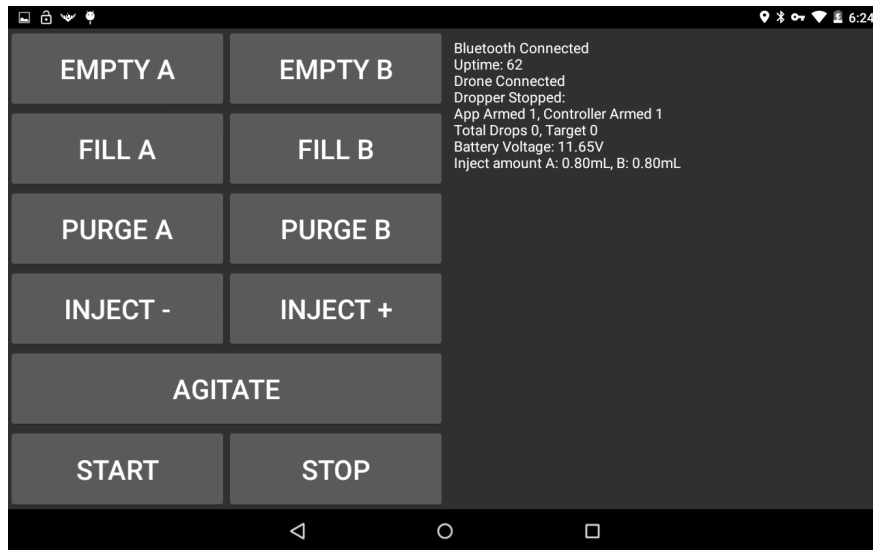 6:24
EMPTY A
EMPTY B
FILL A
FILL B
PURGE A
PURGE B
INJECT -
INJECT +
AGITATE
START
STOP
Bluetooth Connected
Uptime: 62
Drone Connected
Dropper Stopped:
App Armed 1, Controller Armed 1
Total Drops 0, Target 0
Battery Voltage: 11.65V
Inject amount A: 0.80mL, B: 0.80mL